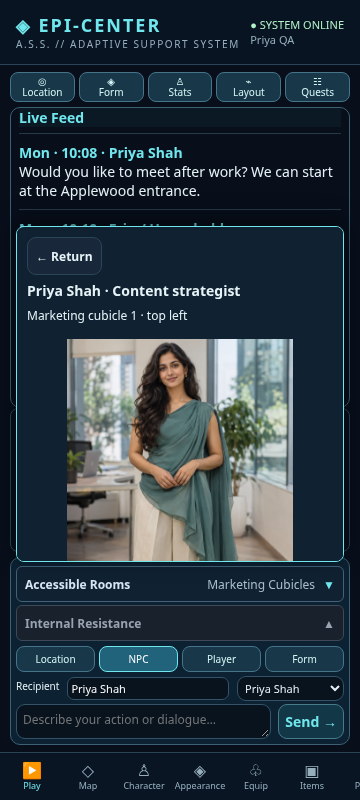 ◈ EPI-CENTER
A.S.S. // ADAPTIVE SUPPORT SYSTEM
● SYSTEM ONLINE
Priya QA
Location
Form
Stats
Layout
Quests
Live Feed
Mon · 10:08 · Priya Shah
Would you like to meet after work? We can start
at the Applewood entrance.
← Return
Priya Shah · Content strategist
Marketing cubicle 1 · top left
Accessible Rooms
Marketing Cubicles ▼
Internal Resistance ▲
Location
NPC
Player
Form
Recipient
Priya Shah
Priya Shah
Describe your action or dialogue...
Send →
Play
Map
Character
Appearance
Equip
Items